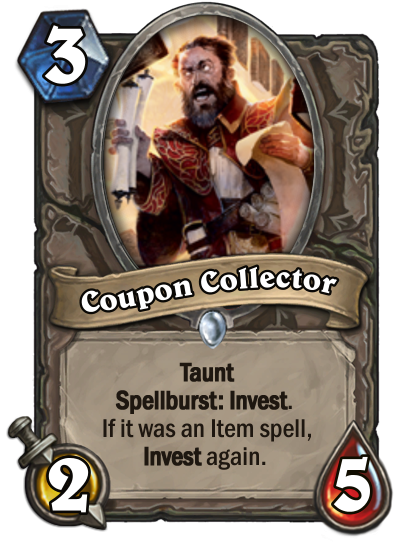 3
Coupon Collector
Taunt
Spellburst: Invest.
If it was an Item spell,
Invest again.
2
5